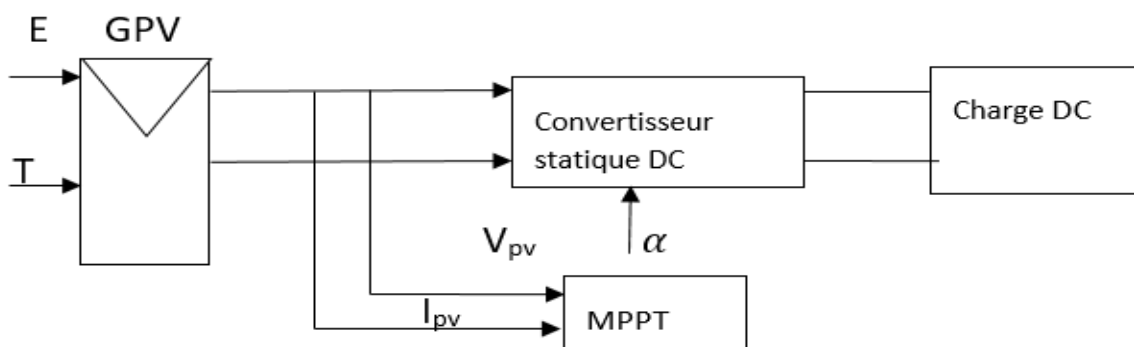 E
GPV
T
Convertisseur
statique DC
Charge DC
Vpv
α
Ipv
MPPT